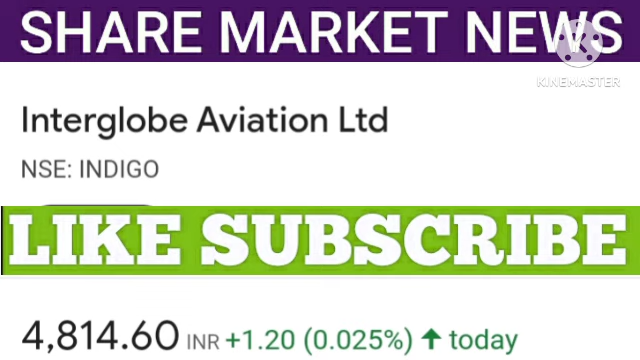 SHARE MARKET NEWS
KINEMASTER
Interglobe Aviation Ltd
NSE: INDIGO
LIKE SUBSCRIBE
4,814.60 INR +1.20 (0.025%) ↑ today